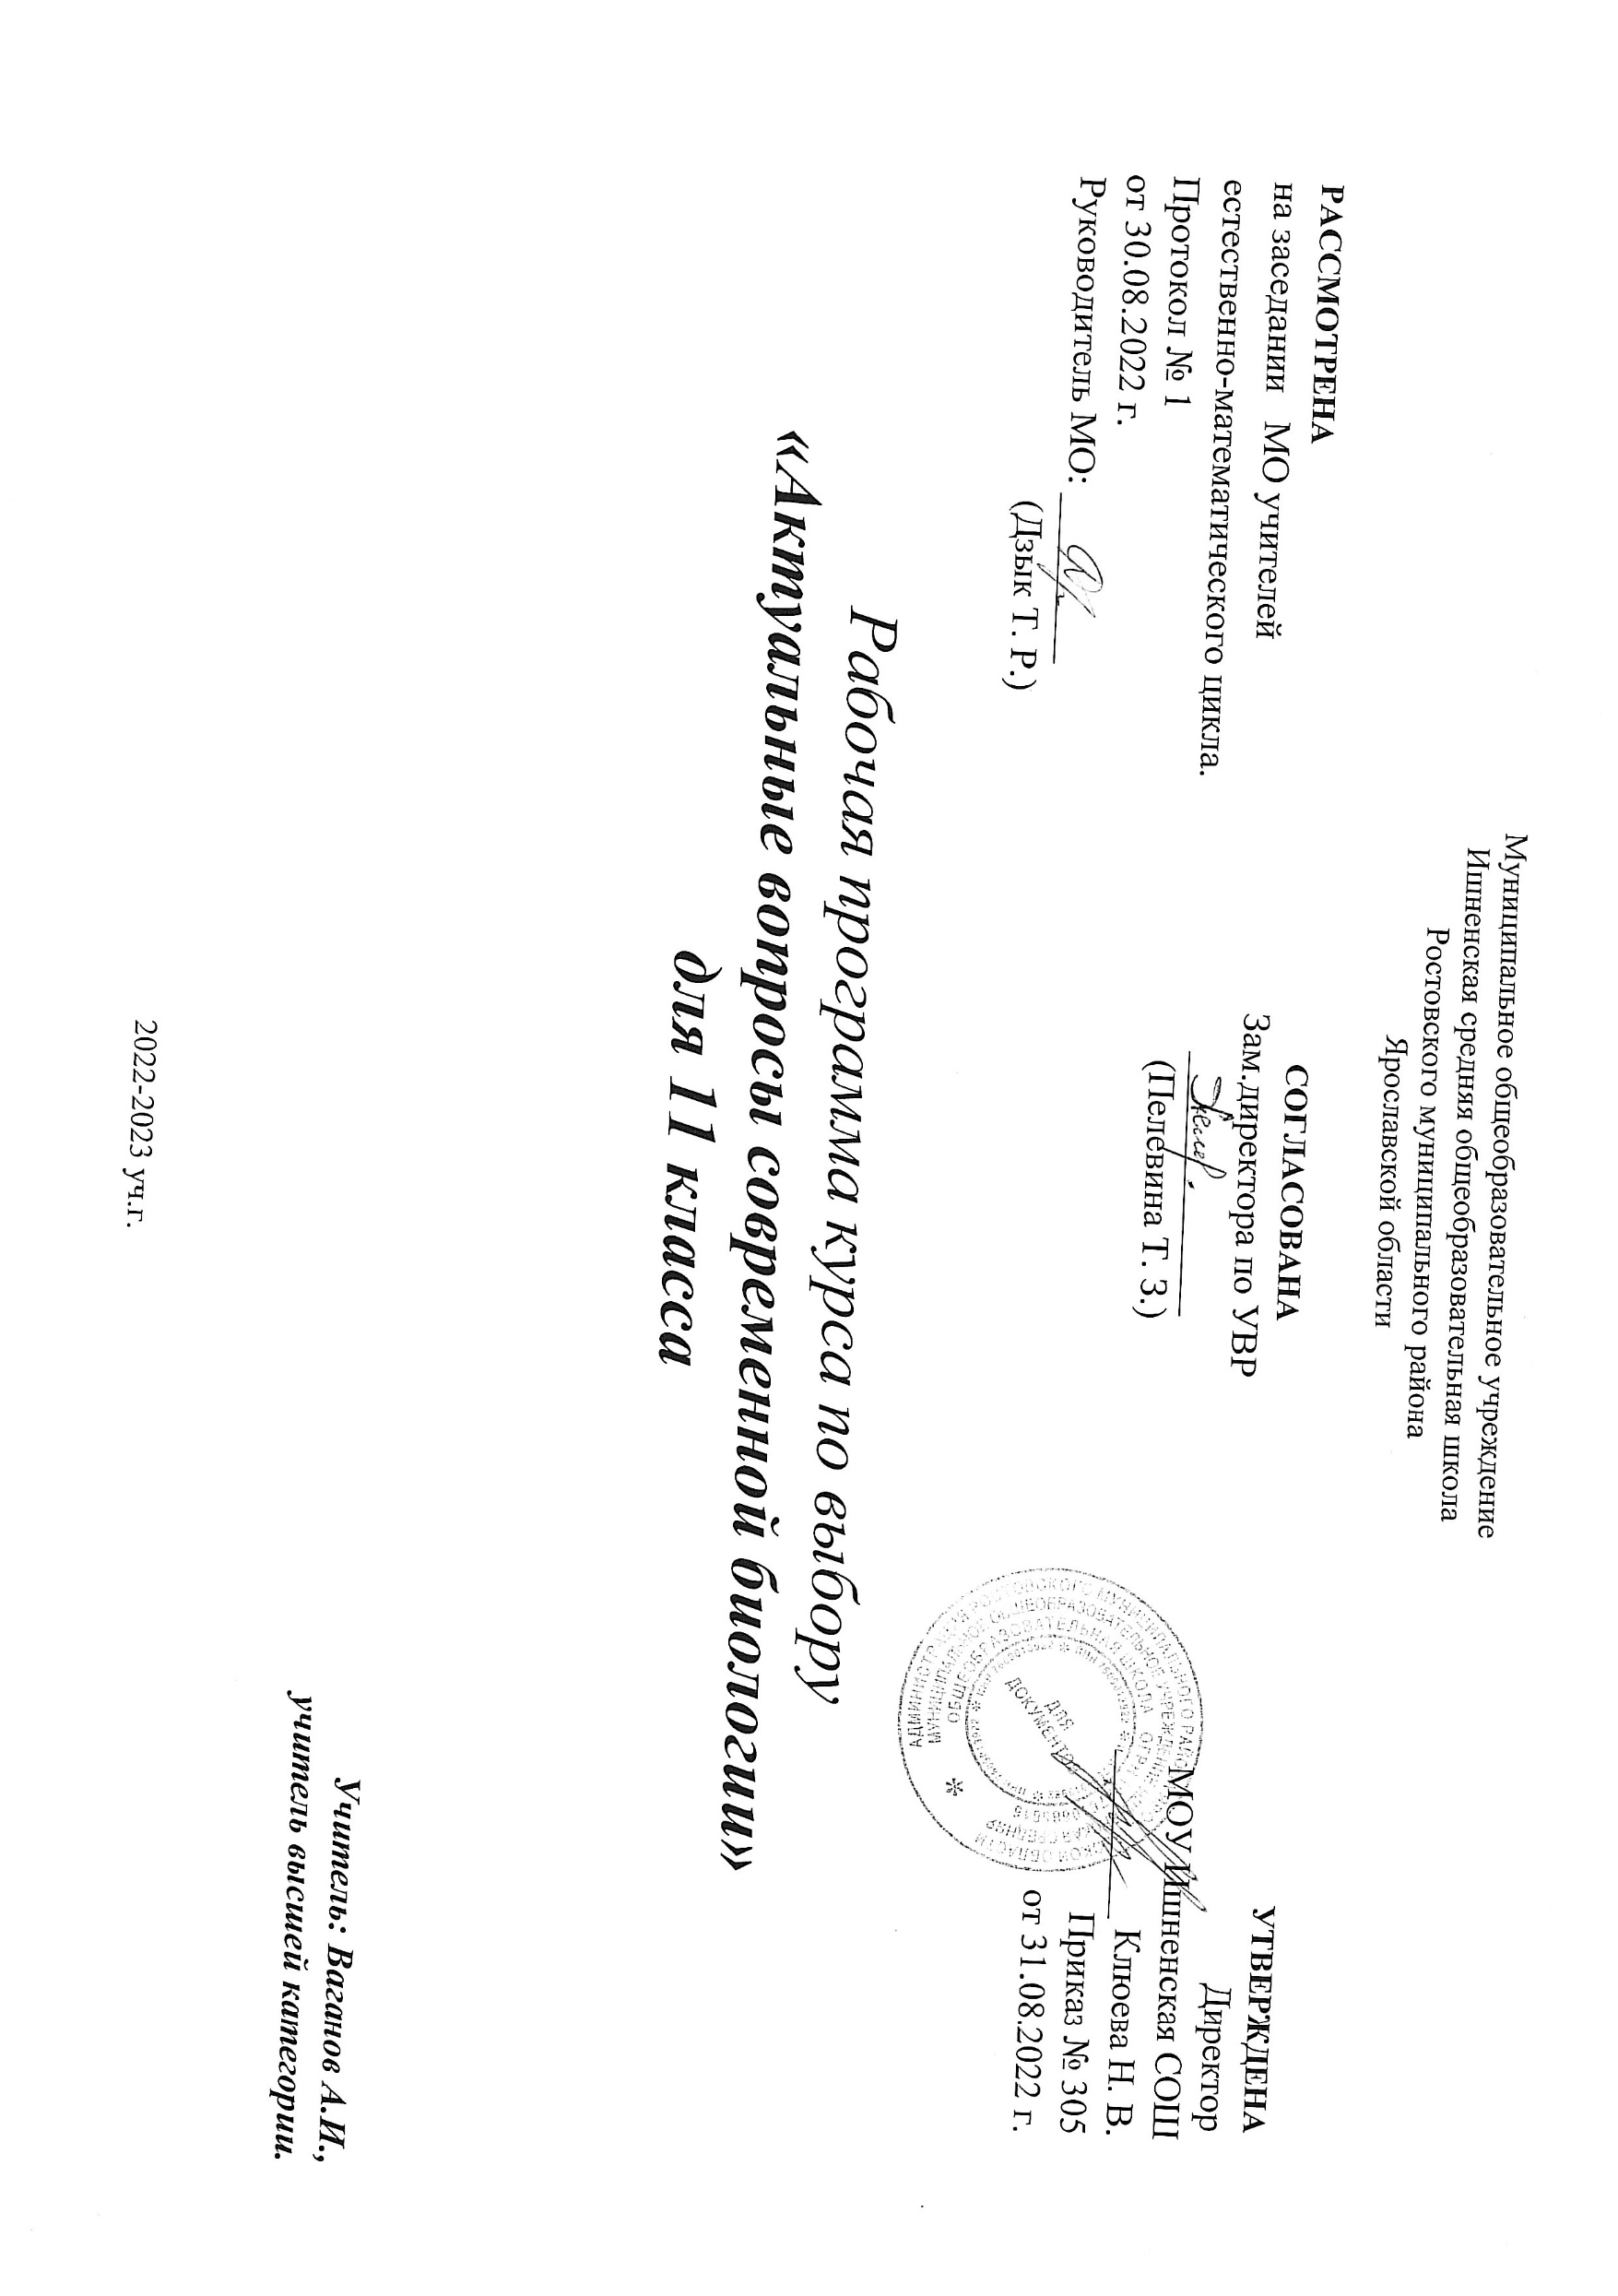 Муниципальное общеобразовательное учреждение
Ишненская средняя общеобразовательная школа
Ростовского муниципального района
Ярославской области
РАССМОТРЕНА
на заседании МО учителей
естественно-математического цикла.
Протокол № 1
от 30.08.2022 г.
Руководитель МО:
(Дзык Т. Р.)
СОГЛАСОВАНА
Зам.директора по УВР
(Пелевина Т. З.)
УТВЕРЖДЕНА
Директор
МОУ Ишненская СОШ
Клюева Н. В.
Приказ № 305
от 31.08.2022 г.
ДЛЯ
ДОКУМЕНТОВ
Рабочая программа курса по выбору
«Актуальные вопросы современной биологии»
для 11 класса
Учитель: Ваганов А.И.,
учитель высшей категории.
2022-2023 уч.г.